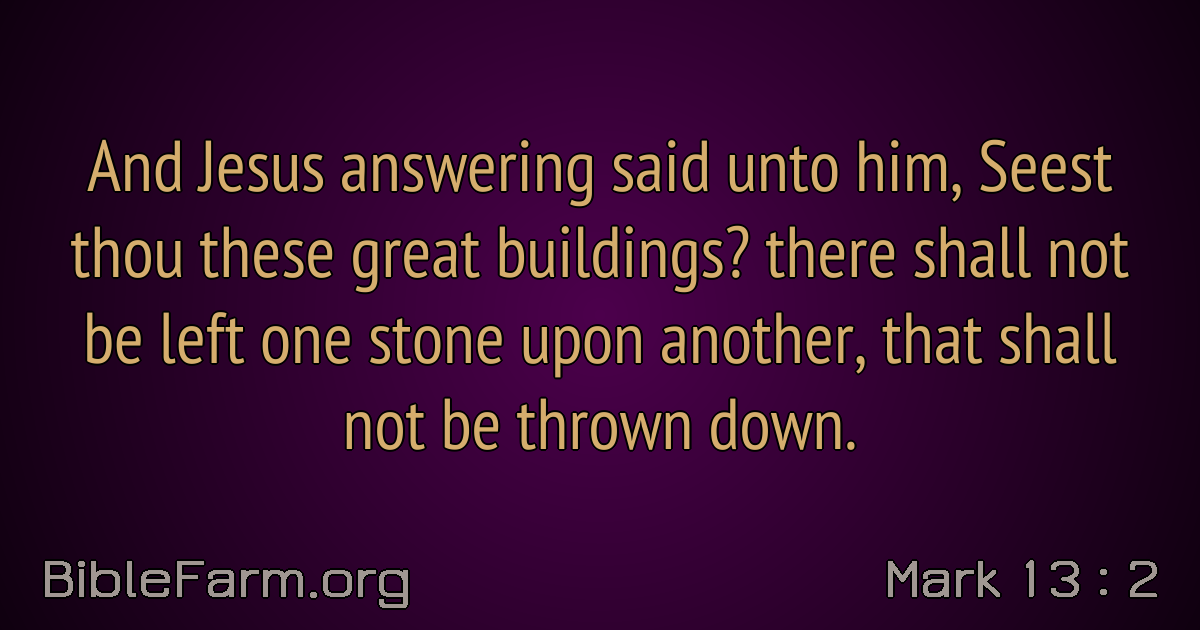 And Jesus answering said unto him, Seest
thou these great buildings? there shall not
be left one stone upon another, that shall
not be thrown down.
BibleFarm.org
Mark 13 : 2